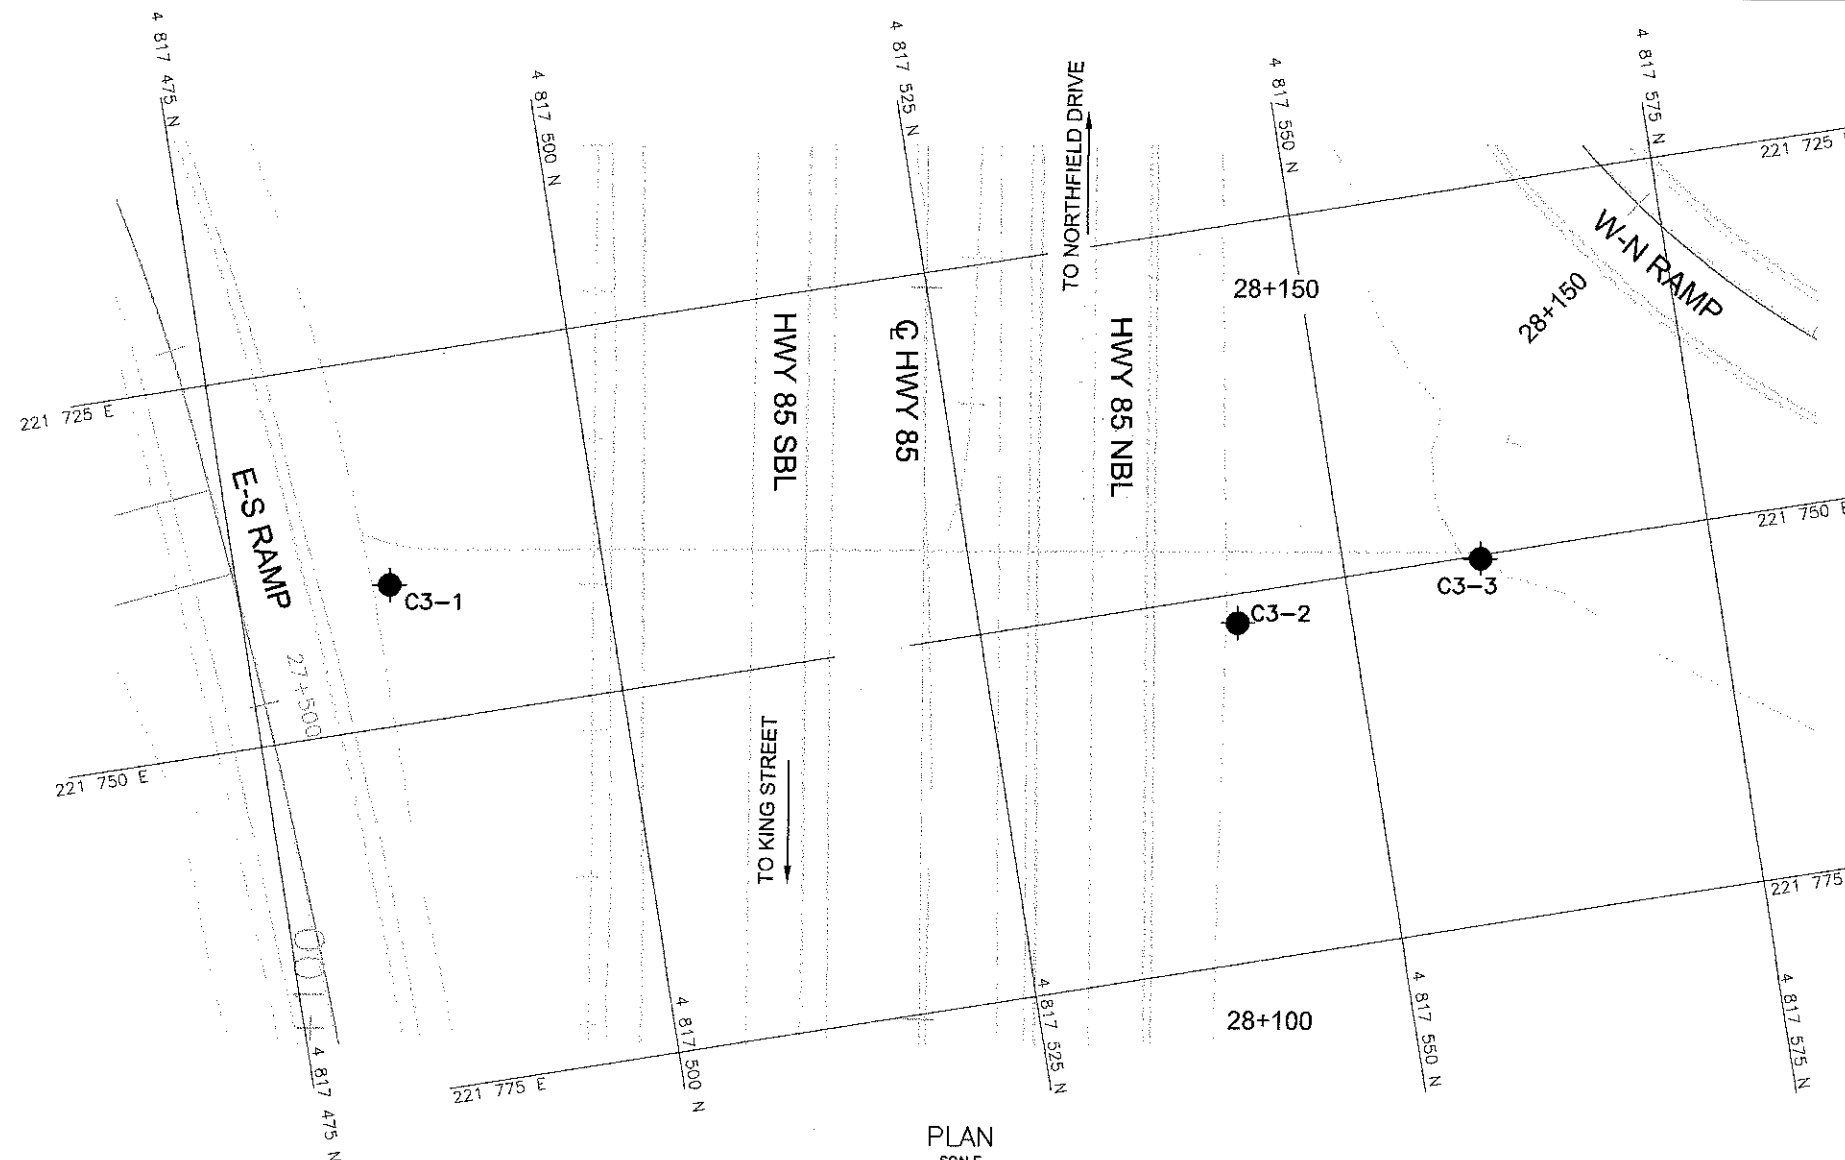 4 817 475 N
4 817 500 N
4 817 525 N
4 817 550 N
4 817 575 N
221 725
TO NORTHFIELD DRIVE
W-N RAMP
28+150
28+150
HWY 85 SBL
℄ HWY 85
HWY 85 NBL
221 725 E
E-S RAMP
221 750 E
C3-1
C3-2
C3-3
27+500
TO KING STREET
221 750 E
221 775
100
28+100
221 775 E
4 817 475 N
4 817 500 N
4 817 525 N
4 817 550 N
4 817 575 N
PLAN
SCALE